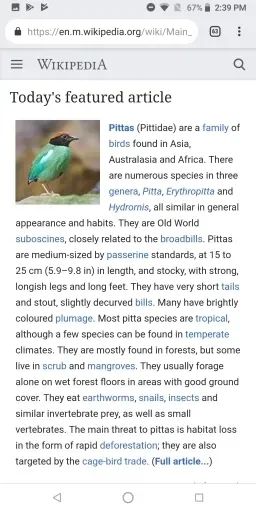 67% 2:39 PM
https://en.m.wikipedia.org/wiki/Main_ 63
WIKIPEDIA
Today's featured article
Pittas (Pittidae) are a family of
birds found in Asia,
Australasia and Africa. There
are numerous species in three
genera, Pitta, Erythropitta and
Hydrornis, all similar in general
appearance and habits. They are Old World
suboscines, closely related to the broadbills. Pittas
are medium-sized by passerine standards, at 15 to
25 cm (5.9–9.8 in) in length, and stocky, with strong,
longish legs and long feet. They have very short tails
and stout, slightly decurved bills. Many have brightly
coloured plumage. Most pitta species are tropical,
although a few species can be found in temperate
climates. They are mostly found in forests, but some
live in scrub and mangroves. They usually forage
alone on wet forest floors in areas with good ground
cover. They eat earthworms, snails, insects and
similar invertebrate prey, as well as small
vertebrates. The main threat to pittas is habitat loss
in the form of rapid deforestation; they are also
targeted by the cage-bird trade. (Full article...)